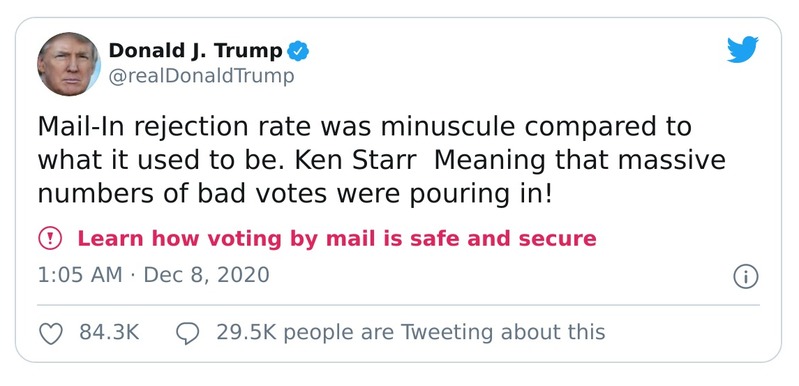 Donald J. Trump
@realDonaldTrump
Mail-In rejection rate was minuscule compared to
what it used to be. Ken Starr  Meaning that massive
numbers of bad votes were pouring in!
Learn how voting by mail is safe and secure
1:05 AM · Dec 8, 2020
84.3K 29.5K people are Tweeting about this